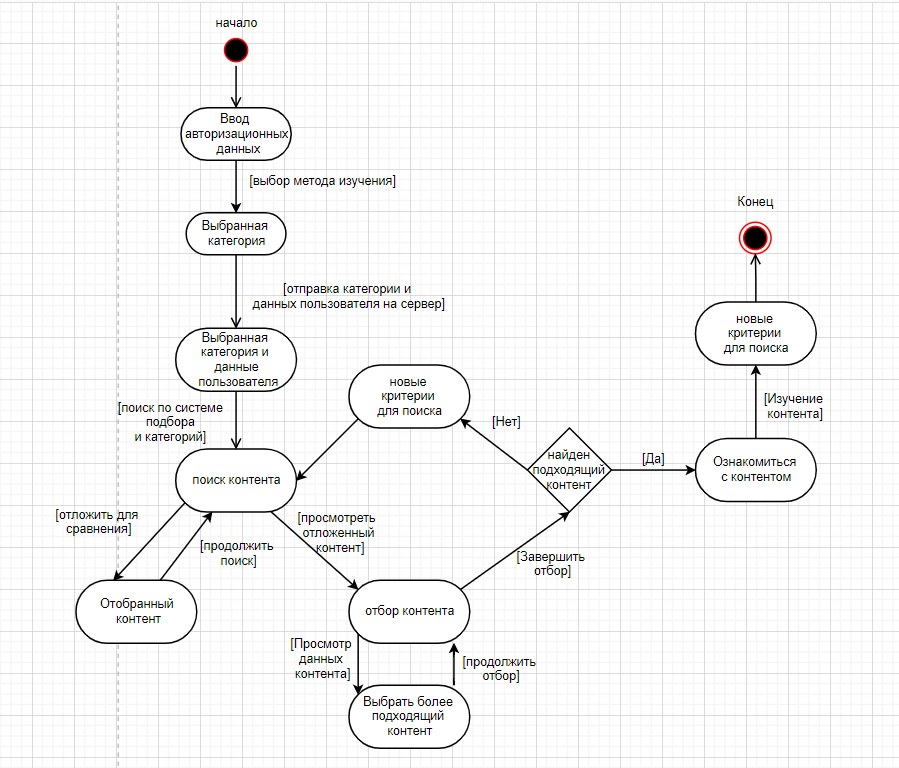 начало
Ввод
авторизационных
данных
[выбор метода изучения]
Выбранная
категория
[отправка категории и
данных пользователя на сервер]
Выбранная
категория и
данные
пользователя
[поиск по системе
подбора
и категорий]
поиск контента
[отложить для
сравнения]
[продолжить
поиск]
Отобранный
контент
[просмотреть
отложенный
контент]
отбор контента
[Просмотр
данных
контента]
[продолжить
отбор]
Выбрать более
подходящий
контент
[Завершить
отбор]
найден
подходящий
контент
[Нет]
новые
критерии
для поиска
[Да]
Ознакомиться
с контентом
[Изучение
контента]
новые
критерии
для поиска
Конец